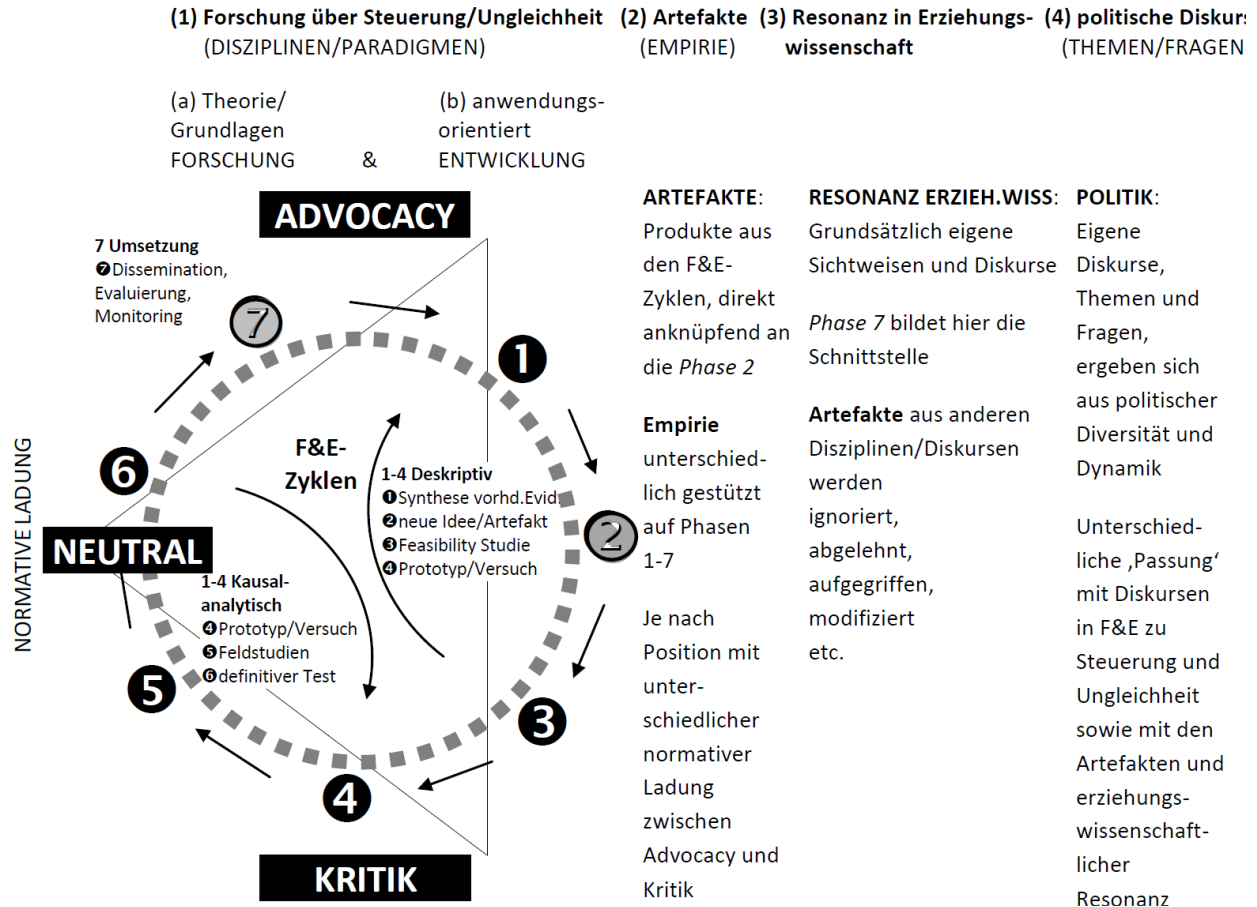 (1) Forschung über Steuerung/Ungleichheit (2) Artefakte (3) Resonanz in Erziehungs- (4) politische Diskurs
(DISZIPLINEN/PARADIGMEN) (EMPIRIE) wissenschaft (THEMEN/FRAGEN
(a) Theorie/ (b) anwendungs-
Grundlagen orientiert
FORSCHUNG & ENTWICKLUNG
ADVOCACY
7 Umsetzung
❼Dissemination,
Evaluierung,
Monitoring
7
1
6
2
5
3
4
F&E-
Zyklen
1-4 Deskriptiv
❶Synthese vorhd.Evid.
❷neue Idee/Artefakt
❸Feasibility Studie
❹Prototyp/Versuch
NORMATIVE LADUNG
NEUTRAL
1-4 Kausal-
analytisch
❹Prototyp/Versuch
❺Feldstudien
❻definitiver Test
KRITIK
ARTEFAKTE:
Produkte aus
den F&E-
Zyklen, direkt
anknüpfend an
die Phase 2
Empirie
unterschied-
lich gestützt
auf Phasen
1-7
Je nach
Position mit
unter-
schiedlicher
normativer
Ladung
zwischen
Advocacy und
Kritik
RESONANZ ERZIEH.WISS:
Grundsätzlich eigene
Sichtweisen und Diskurse
Phase 7 bildet hier die
Schnittstelle
Artefakte aus anderen
Disziplinen/Diskursen
werden
ignoriert,
abgelehnt,
aufgegriffen,
modifiziert
etc.
POLITIK:
Eigene
Diskurse,
Themen und
Fragen,
ergeben sich
aus politischer
Diversität und
Dynamik
Unterschied-
liche ‚Passung‘
mit Diskursen
in F&E zu
Steuerung und
Ungleichheit
sowie mit den
Artefakten und
erziehungs-
wissenschaft-
licher
Resonanz